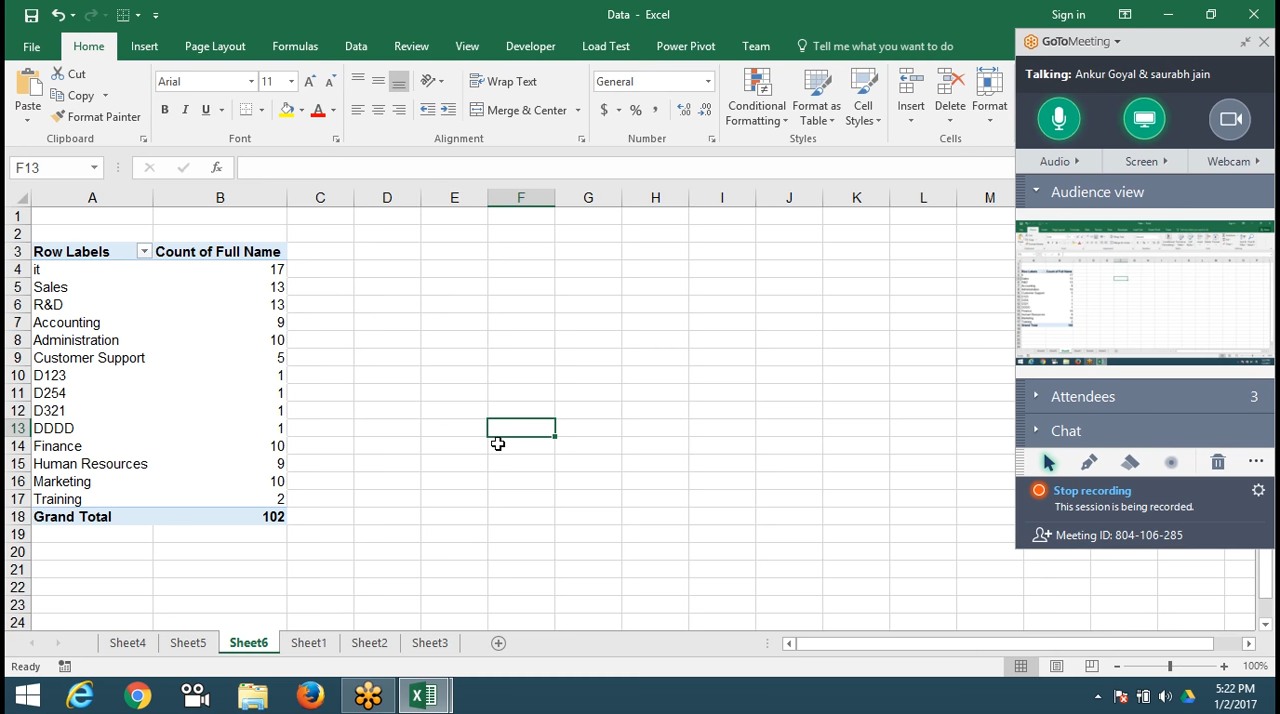 Data - Excel
Sign in
File Home Insert Page Layout Formulas Data Review View Developer Load Test Power Pivot Team Tell me what you want to do
Paste
Cut
Copy
Format Painter
Clipboard
Arial 11
B I U
Font
Wrap Text
Merge & Center
Alignment
General
$ % ,
Number
Conditional Formatting
Format as Table
Cell Styles
Styles
Insert Delete Format
Cells
F13 fx
A B C D E F G H I J K L M
1
2
3 Row Labels Count of Full Name
4 it 17
5 Sales 13
6 R&D 13
7 Accounting 9
8 Administration 10
9 Customer Support 5
10 D123 1
11 D254 1
12 D321 1
13 DDDD 1
14 Finance 10
15 Human Resources 9
16 Marketing 10
17 Training 2
18 Grand Total 102
19
20
21
22
23
24
Sheet4 Sheet5 Sheet6 Sheet1 Sheet2 Sheet3
Ready
100%
GoToMeeting
Talking: Ankur Goyal & saurabh jain
Audio Screen Webcam
Audience view
Attendees 3
Chat
Stop recording
This session is being recorded.
Meeting ID: 804-106-285
5:22 PM
1/2/2017